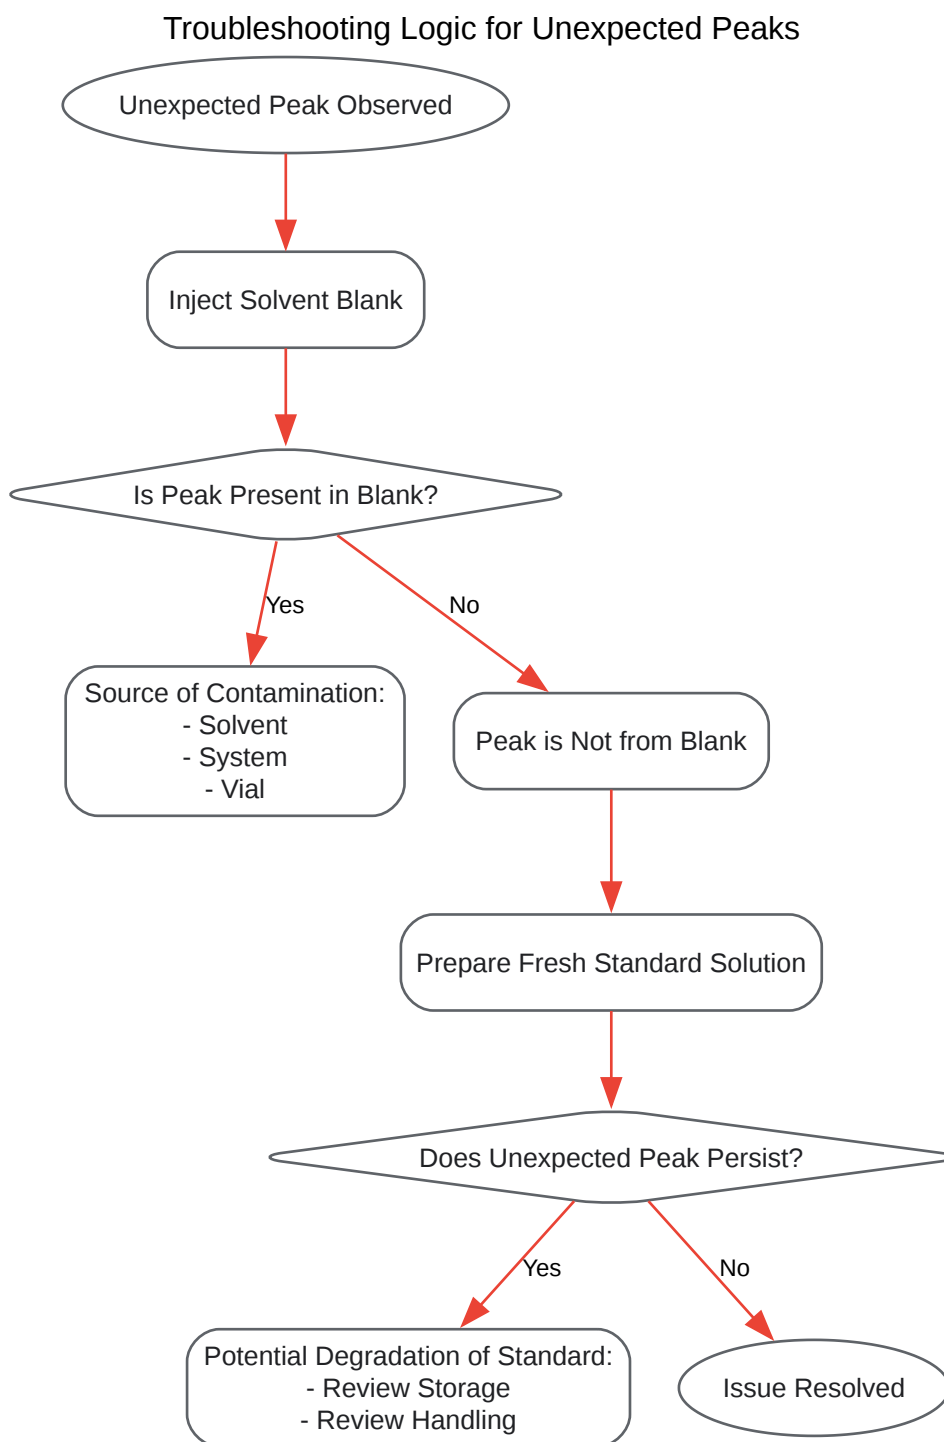 Troubleshooting Logic for Unexpected Peaks
Unexpected Peak Observed
Inject Solvent Blank
Is Peak Present in Blank?
Yes
No
Source of Contamination:
- Solvent
- System
- Vial
Peak is Not from Blank
Prepare Fresh Standard Solution
Does Unexpected Peak Persist?
Yes
No
Potential Degradation of Standard:
- Review Storage
- Review Handling
Issue Resolved